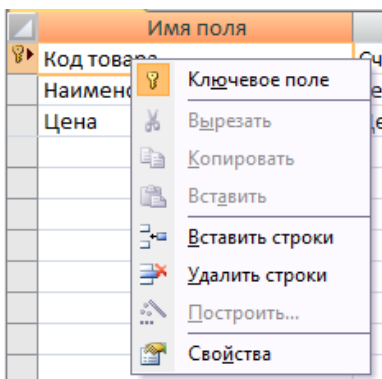 Имя поля
Код товара
Наимено
Цена
Ключевое поле
Вырезать
Копировать
Вставить
Вставить строки
Удалить строки
Построить...
Свойства